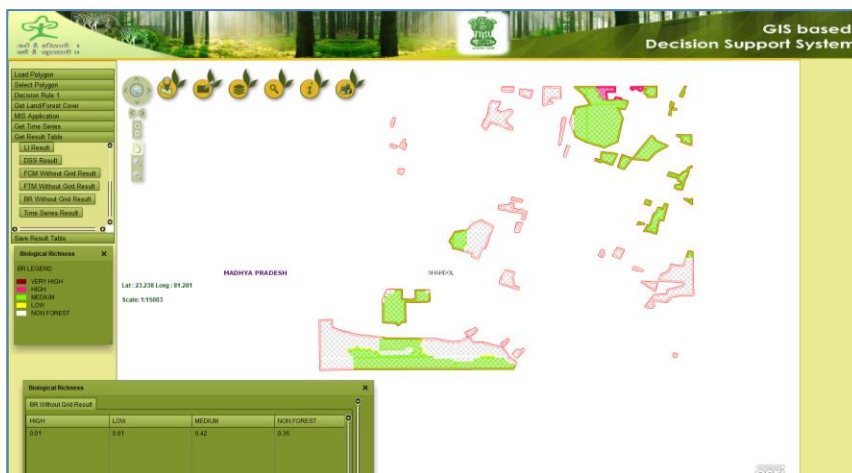 GIS based
Decision Support System
Load Polygon
Select Polygon
Decision Rule 1
Get Land/Forest Cover
MIS Application
Get Time Series
Get Result Table
LI Result
DSS Result
FCM Without Grid Result
FTM Without Grid Result
BR Without Grid Result
Time Series Result
Save Result Table
Biological Richness X
BR LEGEND
VERY HIGH
HIGH
MEDIUM
LOW
NON FOREST
MADHYA PRADESH
SHAHDOL
Lat : 23.238 Long : 81.281
Scale: 1:15003
Biological Richness X
BR Without Grid Result
HIGH LOW MEDIUM NON FOREST
0.01 0.01 0.42 0.36